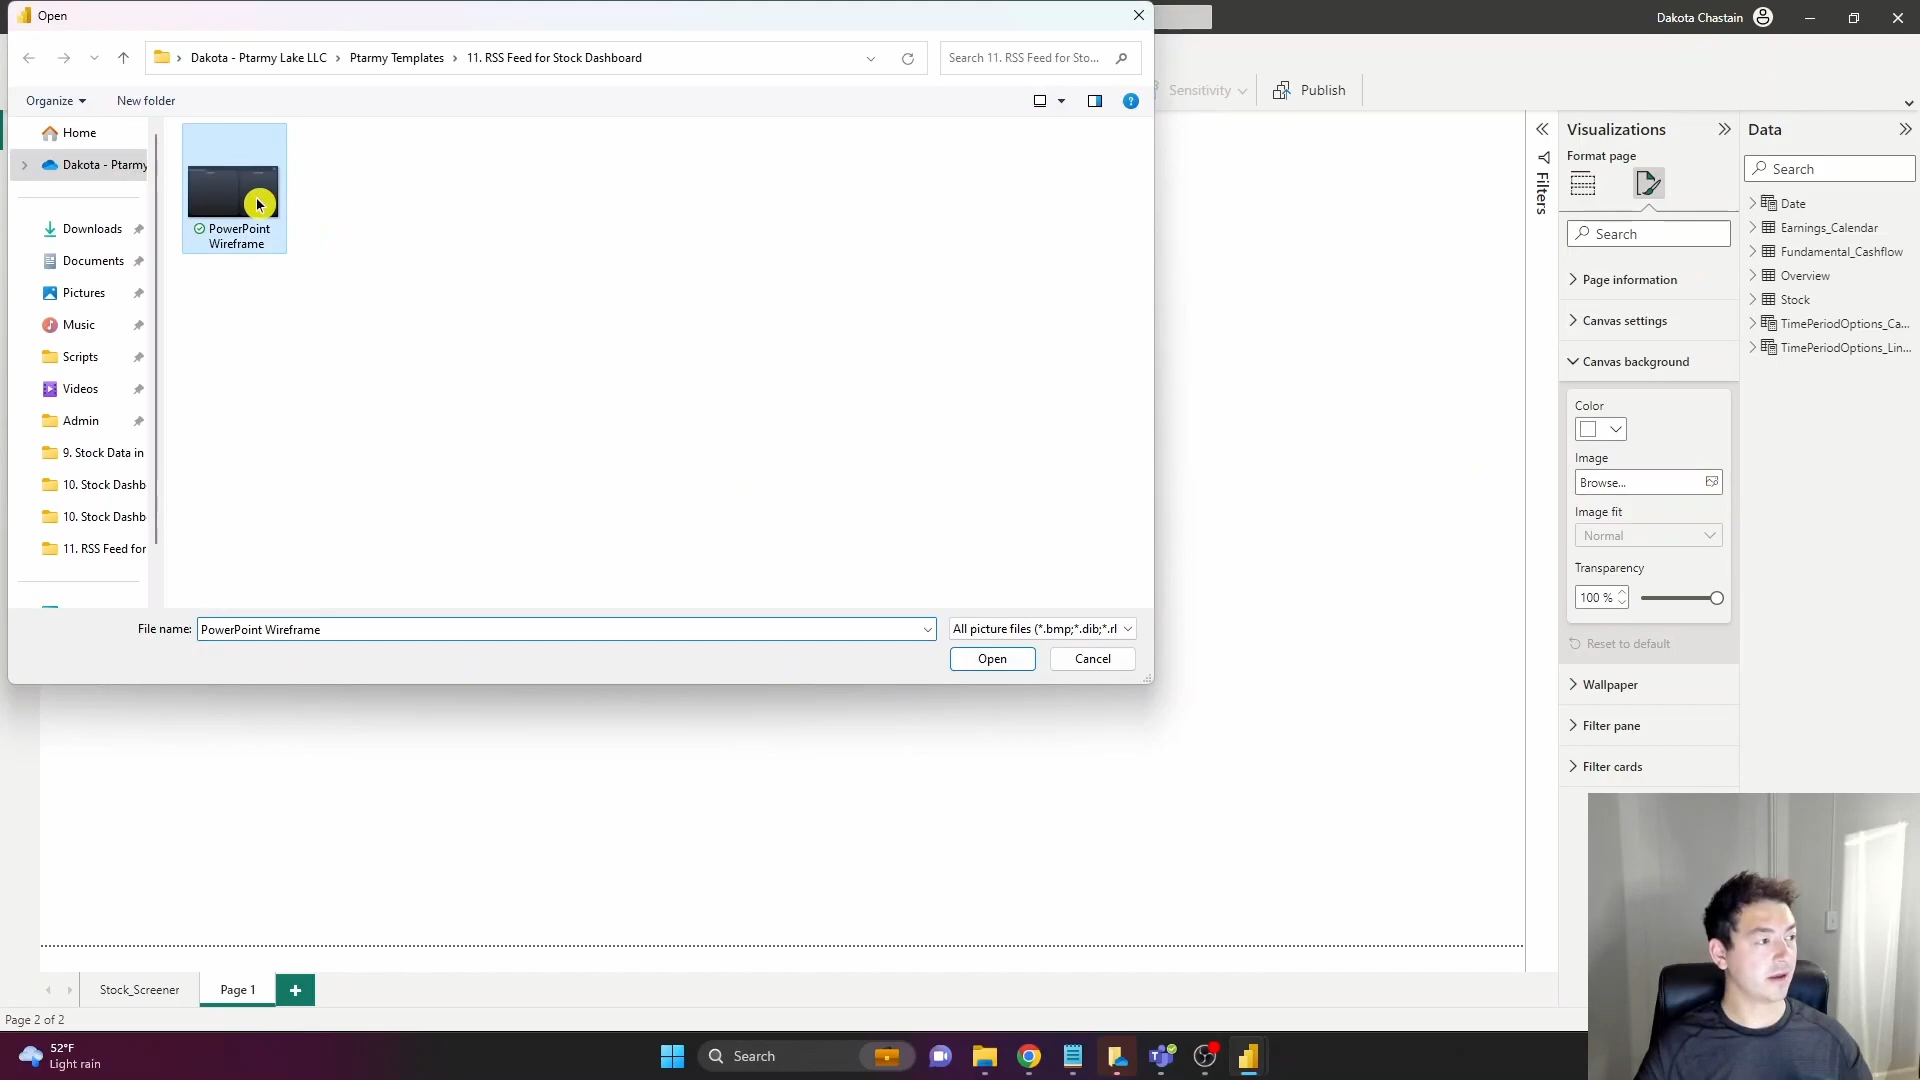 Open
Dakota Chastain
Dakota - Ptarmy Lake LLC > Ptarmy Templates > 11. RSS Feed for Stock Dashboard
Search 11. RSS Feed for Sto...
Organize
New folder
Sensitivity
Publish
Home
Dakota - Ptarmy
Downloads
Documents
Pictures
Music
Scripts
Videos
Admin
9. Stock Data in
10. Stock Dashb
10. Stock Dashb
11. RSS Feed for
PowerPoint
Wireframe
File name:
PowerPoint Wireframe
All picture files (*.bmp;*.dib;*.rl
Open
Cancel
Filters
Visualizations
Format page
Search
Page information
Canvas settings
Canvas background
Color
Image
Browse...
Image fit
Normal
Transparency
100 %
Reset to default
Wallpaper
Filter pane
Filter cards
Data
Search
Date
Earnings_Calendar
Fundamental_Cashflow
Overview
Stock
TimePeriodOptions_Ca...
TimePeriodOptions_Lin...
Stock_Screener
Page 1
Page 2 of 2
52°F
Light rain
Search